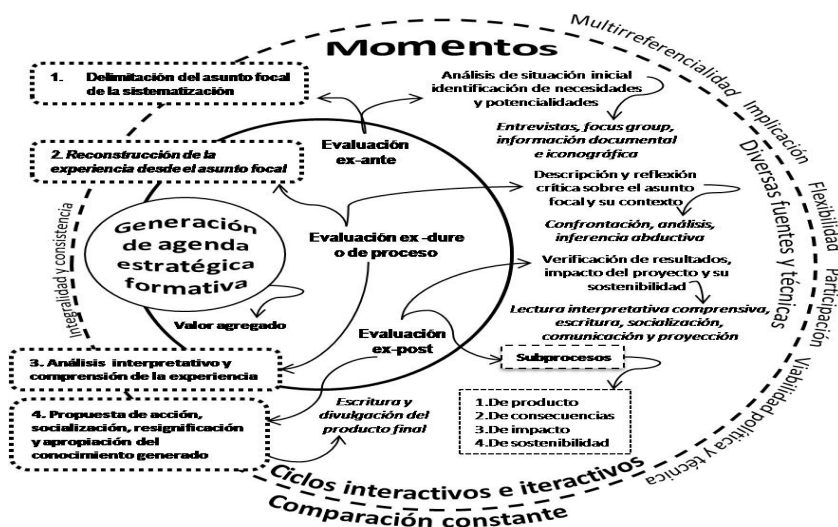 Momentos
Multirreferencialidad
Implicación
Flexibilidad
Participación
Viabilidad política y técnica
Diversas fuentes y técnicas
Integralidad y consistencia
1. Delimitación del asunto focal
de la sistematización
Análisis de situación inicial
identificación de necesidades
y potencialidades
Evaluación
ex-ante
Entrevistas, focus group,
información documental
e iconográfica
2. Reconstrucción de la
experiencia desde el asunto focal
Descripción y reflexión
crítica sobre el asunto
focal y su contexto
Generación
de agenda
estratégica
formativa
Evaluación ex -dure
o de proceso
Confrontación, análisis,
inferencia abductiva
Verificación de resultados,
impacto del proyecto y su
sostenibilidad
Valor agregado
Evaluación
ex-post
Lectura interpretativa comprensiva,
escritura, socialización,
comunicación y proyección
Subprocesos
3. Análisis interpretativo y
comprensión de la experiencia
4. Propuesta de acción,
socialización, resignificación
y apropiación del
conocimiento generado
Escritura y
divulgación del
producto final
1.De producto
2.De consecuencias
3.De impacto
4.De sostenibilidad
Ciclos interactivos e iteractivos
Comparación constante